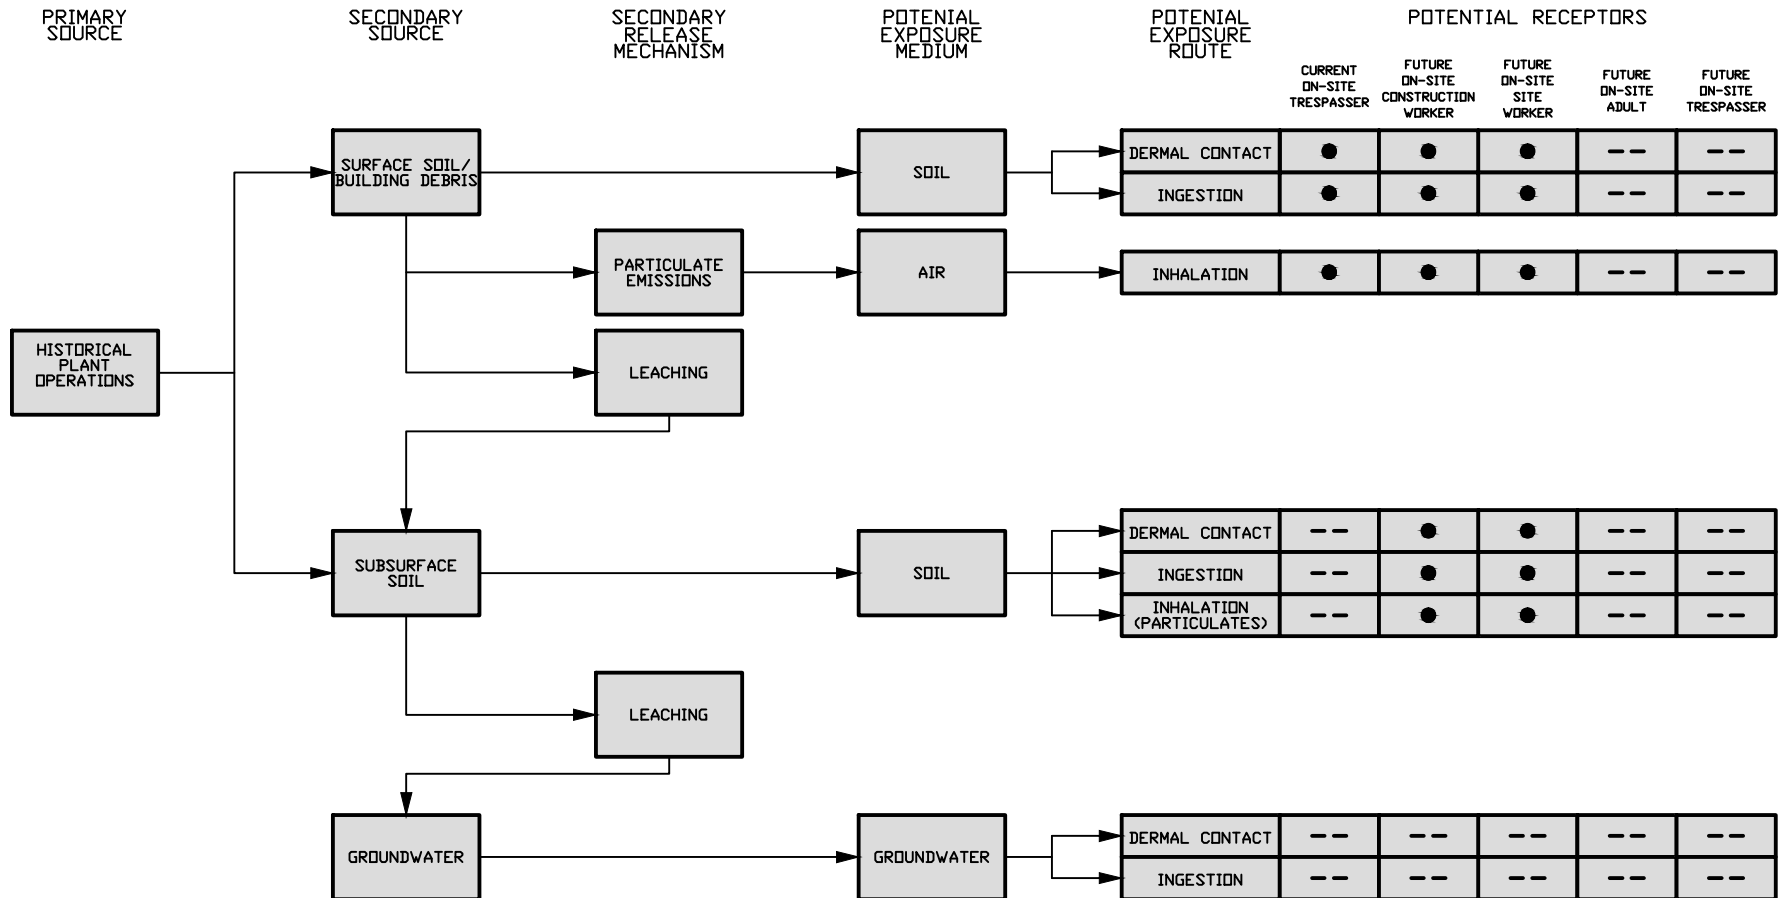 PRIMARY
SOURCE
SECONDARY
SOURCE
SECONDARY
RELEASE
MECHANISM
POTENIAL
EXPOSURE
MEDIUM
POTENIAL
EXPOSURE
ROUTE
POTENTIAL RECEPTORS
CURRENT
ON-SITE
TRESPASSER
FUTURE
ON-SITE
CONSTRUCTION
WORKER
FUTURE
ON-SITE
SITE
WORKER
FUTURE
ON-SITE
ADULT
FUTURE
ON-SITE
TRESPASSER
SURFACE SOIL/
BUILDING DEBRIS
SOIL
DERMAL CONTACT ● ● ● -- --
INGESTION ● ● ● -- --
PARTICULATE
EMISSIONS
AIR
INHALATION ● ● ● -- --
HISTORICAL
PLANT
OPERATIONS
LEACHING
SUBSURFACE
SOIL
SOIL
DERMAL CONTACT -- ● ● -- --
INGESTION -- ● ● -- --
INHALATION
(PARTICULATES) -- ● ● -- --
LEACHING
GROUNDWATER
GROUNDWATER
DERMAL CONTACT -- -- -- -- --
INGESTION -- -- -- -- --